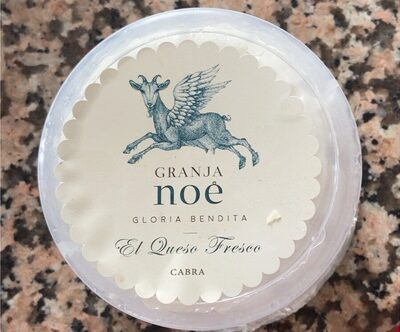 GRANJA
noé
GLORIA BENDITA
El Queso Fresco
CABRA